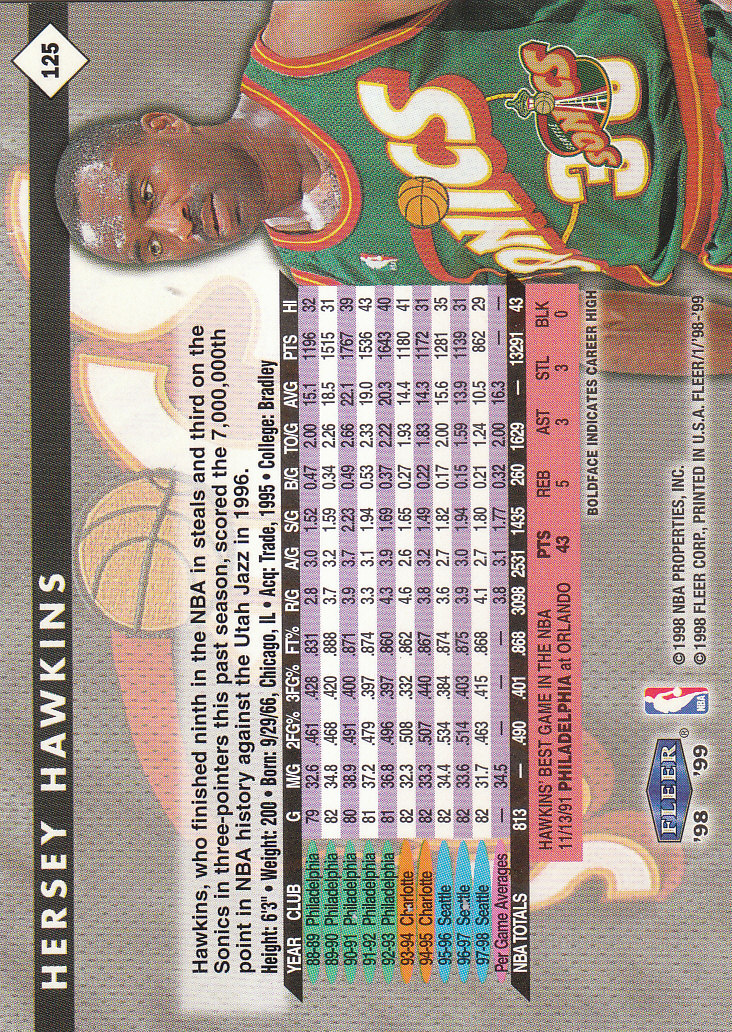 125
HERSEY HAWKINS
SONICS
SONICS
Hawkins, who finished ninth in the NBA in steals and third on the
Sonics in three-pointers this past season, scored the 7,000,000th
point in NBA history against the Utah Jazz in 1996.
Height: 6'3" • Weight: 200 • Born: 9/29/66, Chicago, IL • Acq: Trade, 1995 • College: Bradley
YEAR CLUB G M/G 2FG% 3FG% FT% R/G A/G S/G B/G TO/G AVG PTS HI
88-89 Philadelphia 79 32.6 .461 .428 .831 2.8 3.0 1.52 0.47 2.00 15.1 1196 32
89-90 Philadelphia 82 34.8 .468 .420 .888 3.7 3.2 1.59 0.34 2.26 18.5 1515 31
90-91 Philadelphia 80 38.9 .491 .400 .871 3.9 3.7 2.23 0.49 2.66 22.1 1767 39
91-92 Philadelphia 81 37.2 .479 .397 .874 3.3 3.1 1.94 0.53 2.33 19.0 1536 43
92-93 Philadelphia 81 36.8 .496 .397 .860 4.3 3.9 1.69 0.37 2.22 20.3 1643 40
93-94 Charlotte 82 32.3 .508 .332 .862 4.6 2.6 1.65 0.27 1.93 14.4 1180 41
94-95 Charlotte 82 33.3 .507 .440 .867 3.8 3.2 1.49 0.22 1.83 14.3 1172 31
95-96 Seattle 82 34.4 .534 .384 .874 3.6 2.7 1.82 0.17 2.00 15.6 1281 35
96-97 Seattle 82 33.6 .514 .403 .875 3.9 3.0 1.94 0.15 1.59 13.9 1139 31
97-98 Seattle 82 31.7 .463 .415 .868 4.1 2.7 1.80 0.21 1.24 10.5 862 29
Per Game Averages — 34.5 — — — 3.8 3.1 1.77 0.32 2.00 16.3 — —
NBA TOTALS 813 — .490 .401 .868 3098 2531 1435 260 1629 — 13291 43
HAWKINS' BEST GAME IN THE NBA PTS REB AST STL BLK
11/13/91 PHILADELPHIA at ORLANDO 43 5 3 3 0
BOLDFACE INDICATES CAREER HIGH
FLEER®
'98 '99
NBA
©1998 NBA PROPERTIES, INC.
©1998 FLEER CORP., PRINTED IN U.S.A. FLEER/1/'98-'99